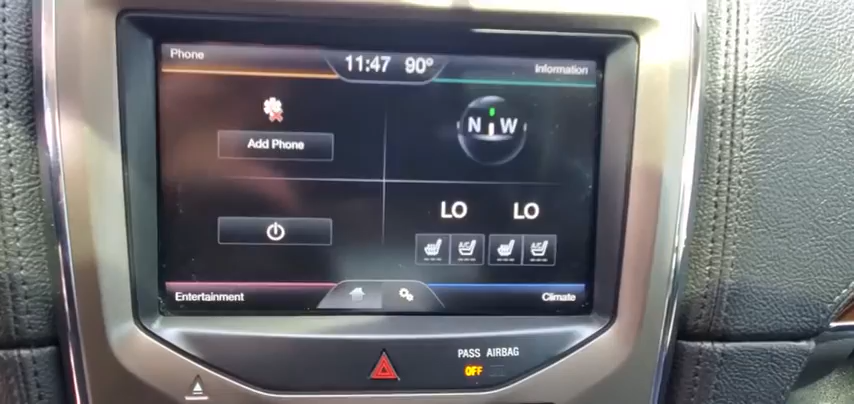 Phone
11:47 90°
Information
Add Phone
N W
LO LO
Entertainment
Climate
PASS AIRBAG
OFF